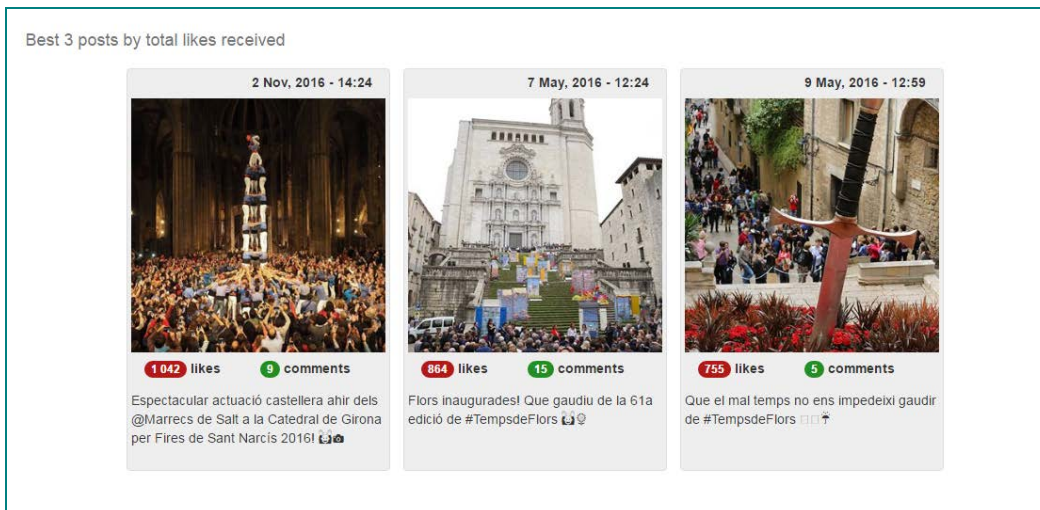 Best 3 posts by total likes received
2 Nov, 2016 - 14:24
1 042 likes 9 comments
Espectacular actuació castellera ahir dels
@Marrecs de Salt a la Catedral de Girona
per Fires de Sant Narcís 2016!
7 May, 2016 - 12:24
864 likes 15 comments
Flors inaugurades! Que gaudiu de la 61a
edició de #TempsdeFlors
9 May, 2016 - 12:59
755 likes 5 comments
Que el mal temps no ens impedeixi gaudir
de #TempsdeFlors